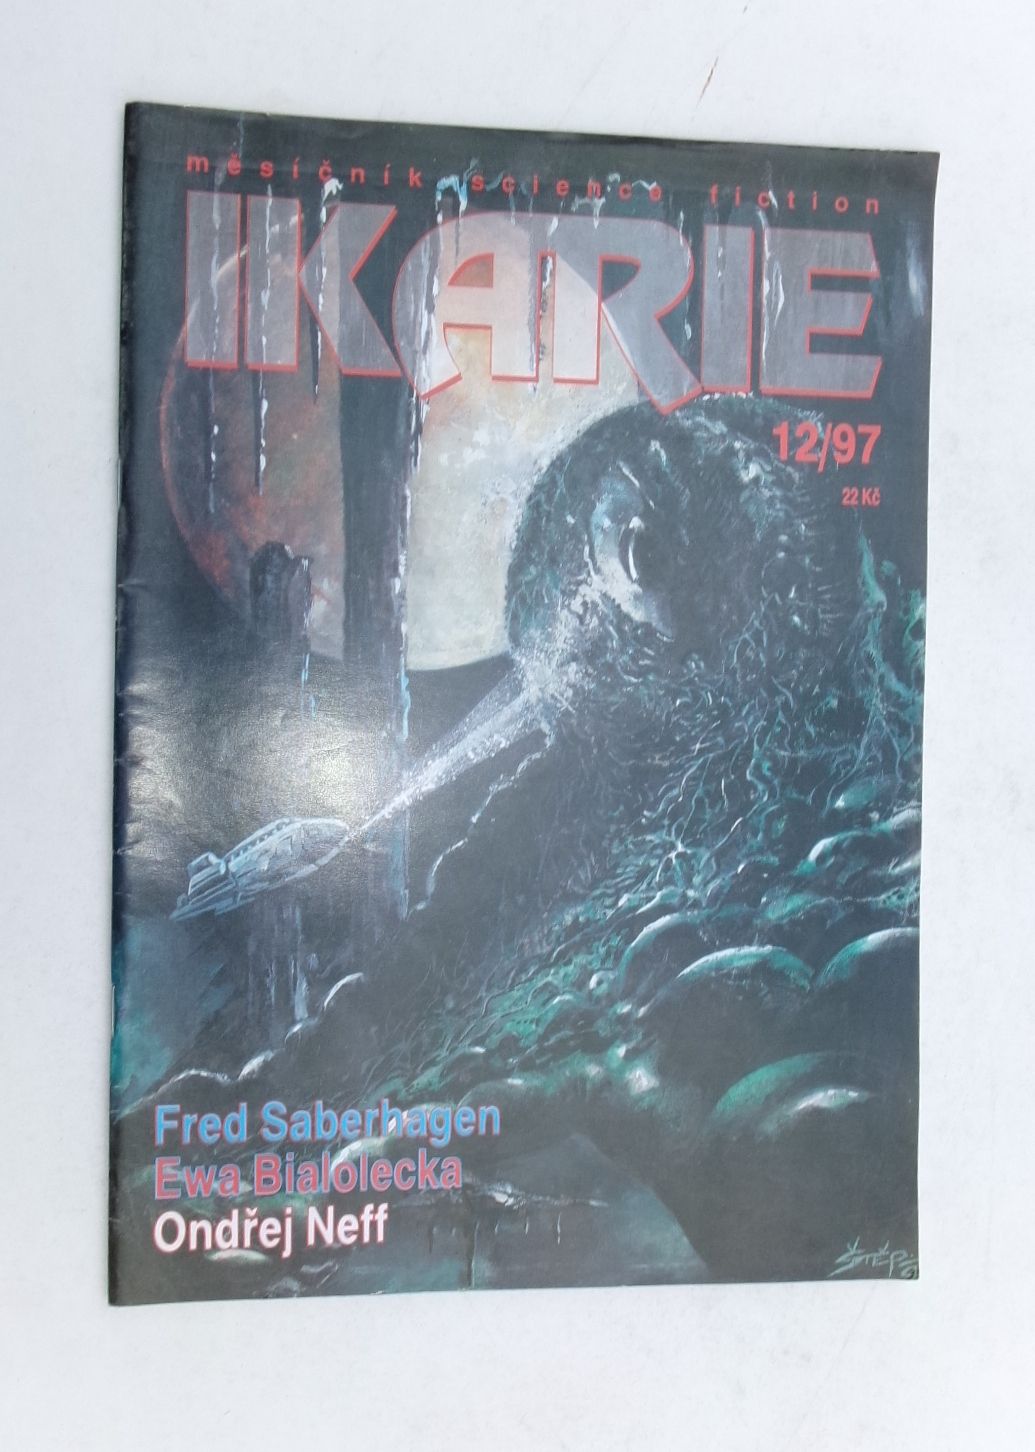 měsíčník science fiction
IKARIE
12/97
22 Kč
Fred Saberhagen
Ewa Bialolecka
Ondřej Neff